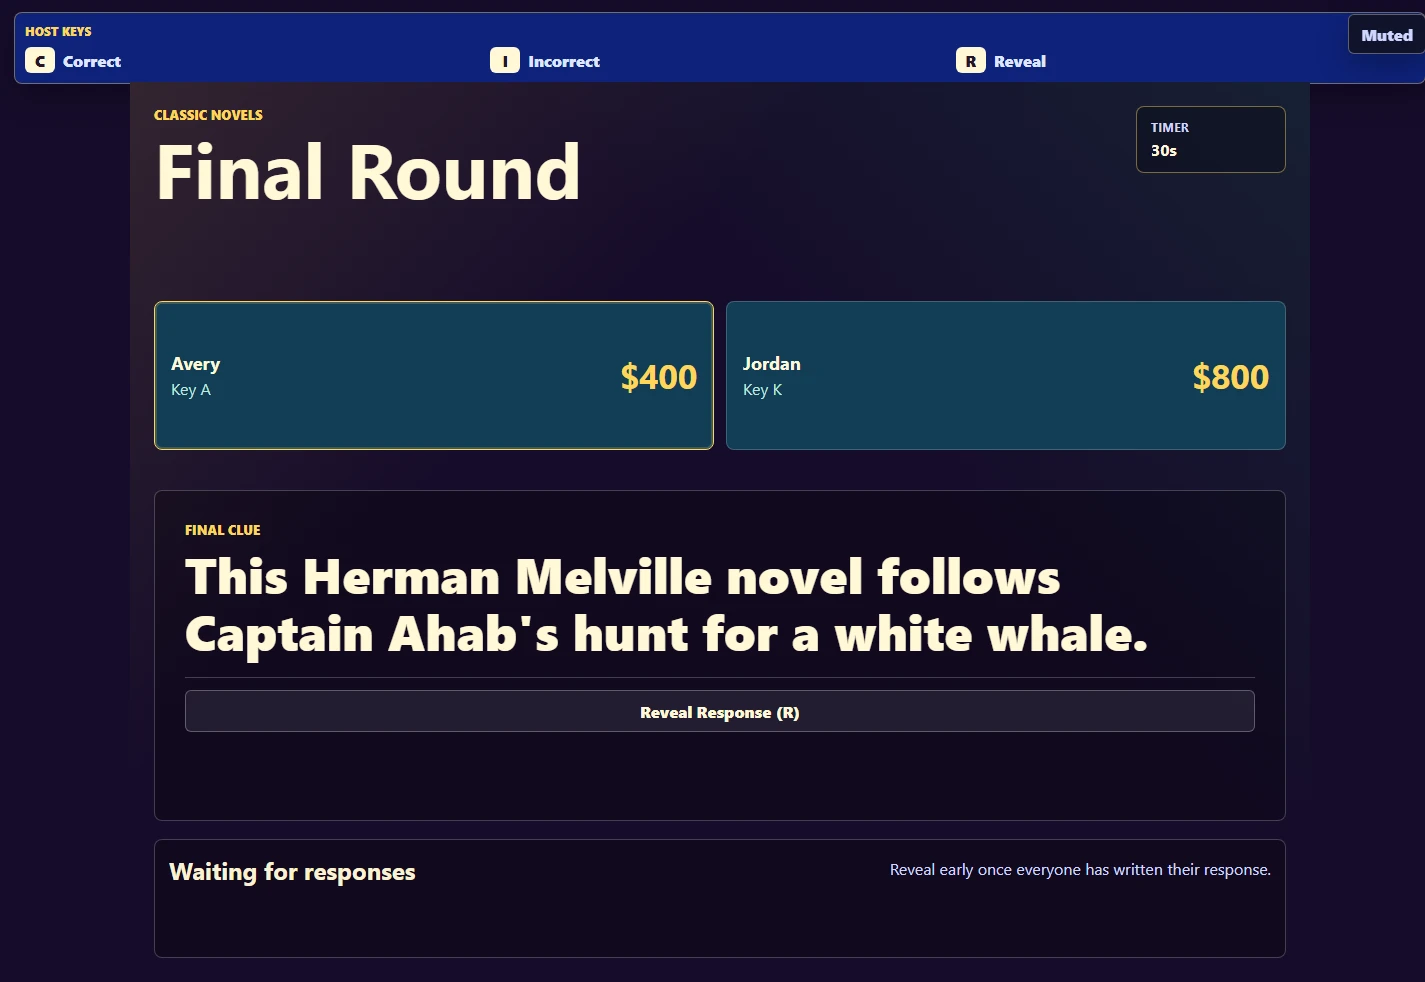 HOST KEYS
C Correct
I Incorrect
R Reveal
Muted
CLASSIC NOVELS
Final Round
TIMER
30s
Avery
Key A
$400
Jordan
Key K
$800
FINAL CLUE
This Herman Melville novel follows
Captain Ahab's hunt for a white whale.
Reveal Response (R)
Waiting for responses
Reveal early once everyone has written their response.